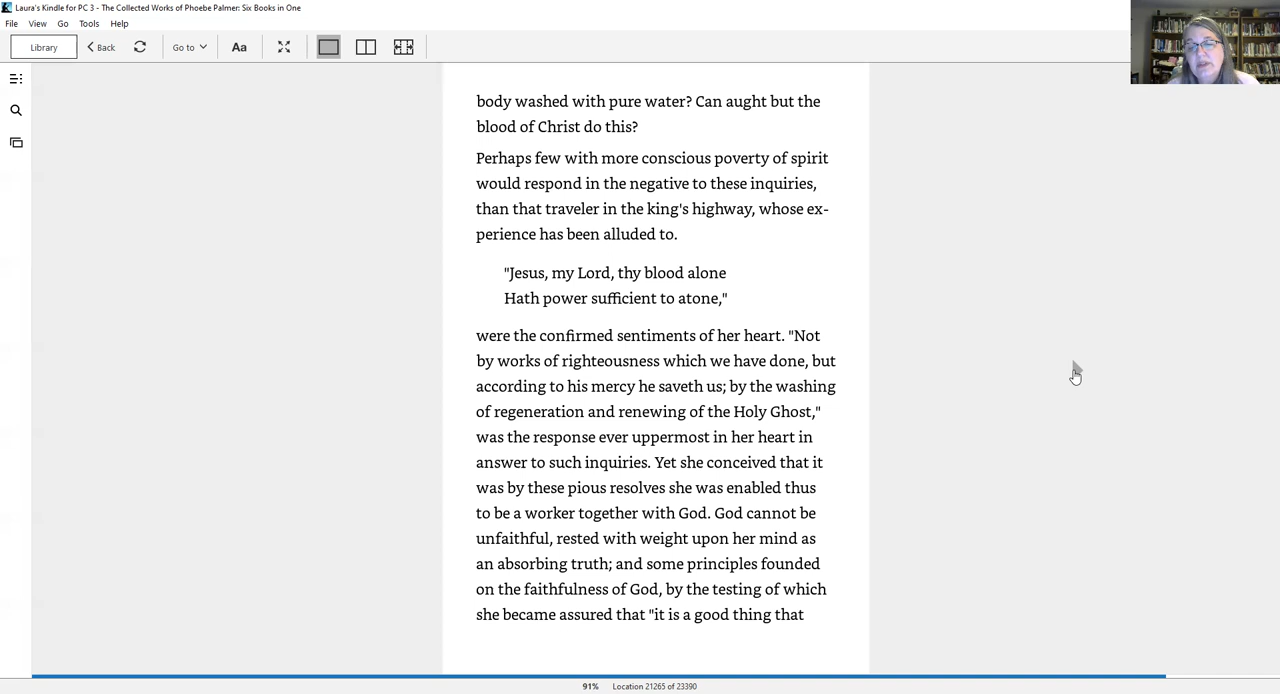 Laura's Kindle for PC 3 - The Collected Works of Phoebe Palmer: Six Books in One
File View Go Tools Help
Library Back Go to Aa
body washed with pure water? Can aught but the
blood of Christ do this?
Perhaps few with more conscious poverty of spirit
would respond in the negative to these inquiries,
than that traveler in the king's highway, whose ex-
perience has been alluded to.
"Jesus, my Lord, thy blood alone
Hath power sufficient to atone,"
were the confirmed sentiments of her heart. "Not
by works of righteousness which we have done, but
according to his mercy he saveth us; by the washing
of regeneration and renewing of the Holy Ghost,"
was the response ever uppermost in her heart in
answer to such inquiries. Yet she conceived that it
was by these pious resolves she was enabled thus
to be a worker together with God. God cannot be
unfaithful, rested with weight upon her mind as
an absorbing truth; and some principles founded
on the faithfulness of God, by the testing of which
she became assured that "it is a good thing that
91% Location 21265 of 23390